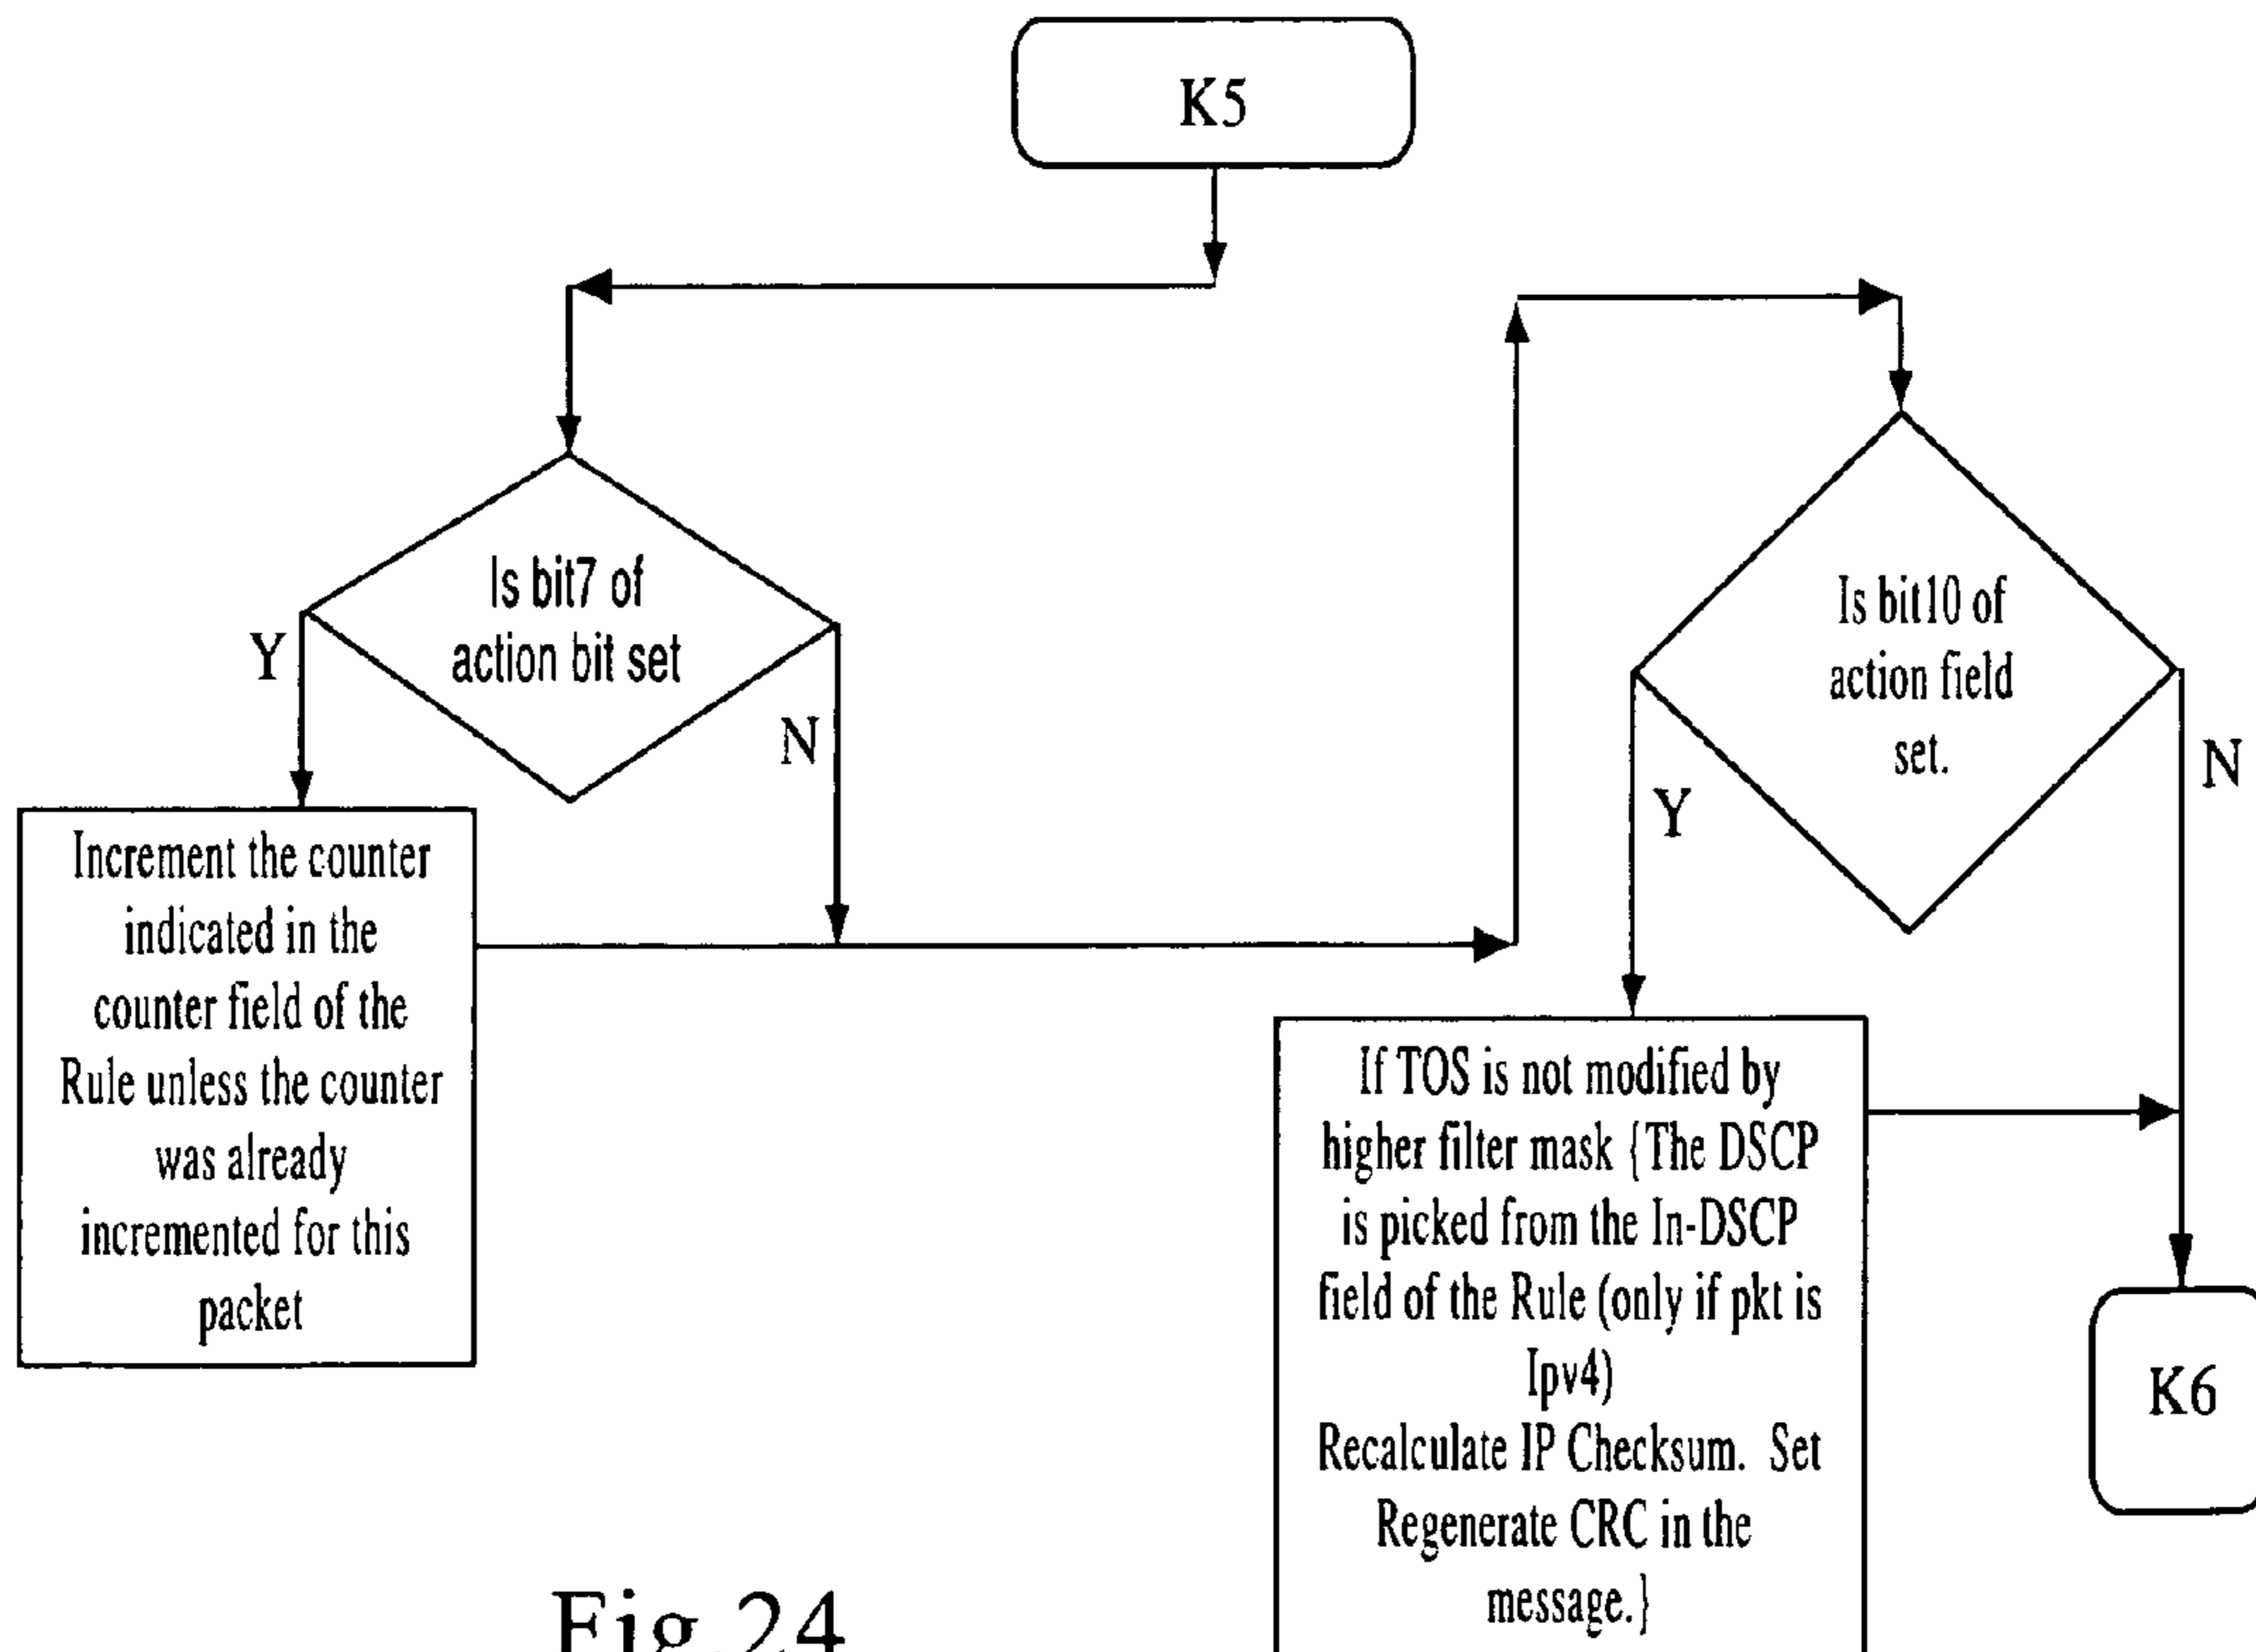 K5
Is bit7 of
action bit set
Y
N
Increment the counter
indicated in the
counter field of the
Rule unless the counter
was already
incremented for this
packet
Is bit10 of
action field
set.
Y
N
If TOS is not modified by
higher filter mask {The DSCP
is picked from the In-DSCP
field of the Rule (only if pkt is
Ipv4)
Recalculate IP Checksum. Set
Regenerate CRC in the
message.}
K6
Fig.24